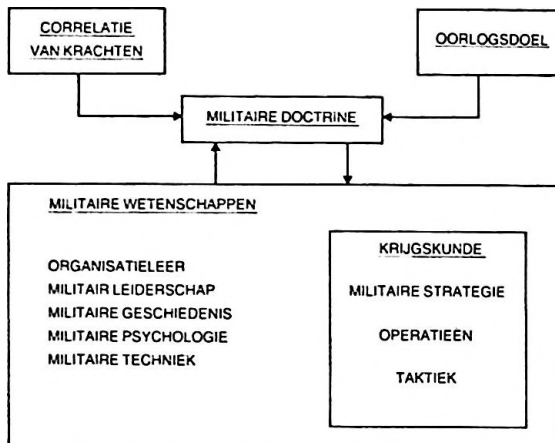 CORRELATIE
VAN KRACHTEN
OORLOGSDOEL
MILITAIRE DOCTRINE
MILITAIRE WETENSCHAPPEN
ORGANISATIELEER
MILITAIR LEIDERSCHAP
MILITAIRE GESCHIEDENIS
MILITAIRE PSYCHOLOGIE
MILITAIRE TECHNIEK
KRIJGSKUNDE
MILITAIRE STRATEGIE
OPERATIEËN
TAKTIEK